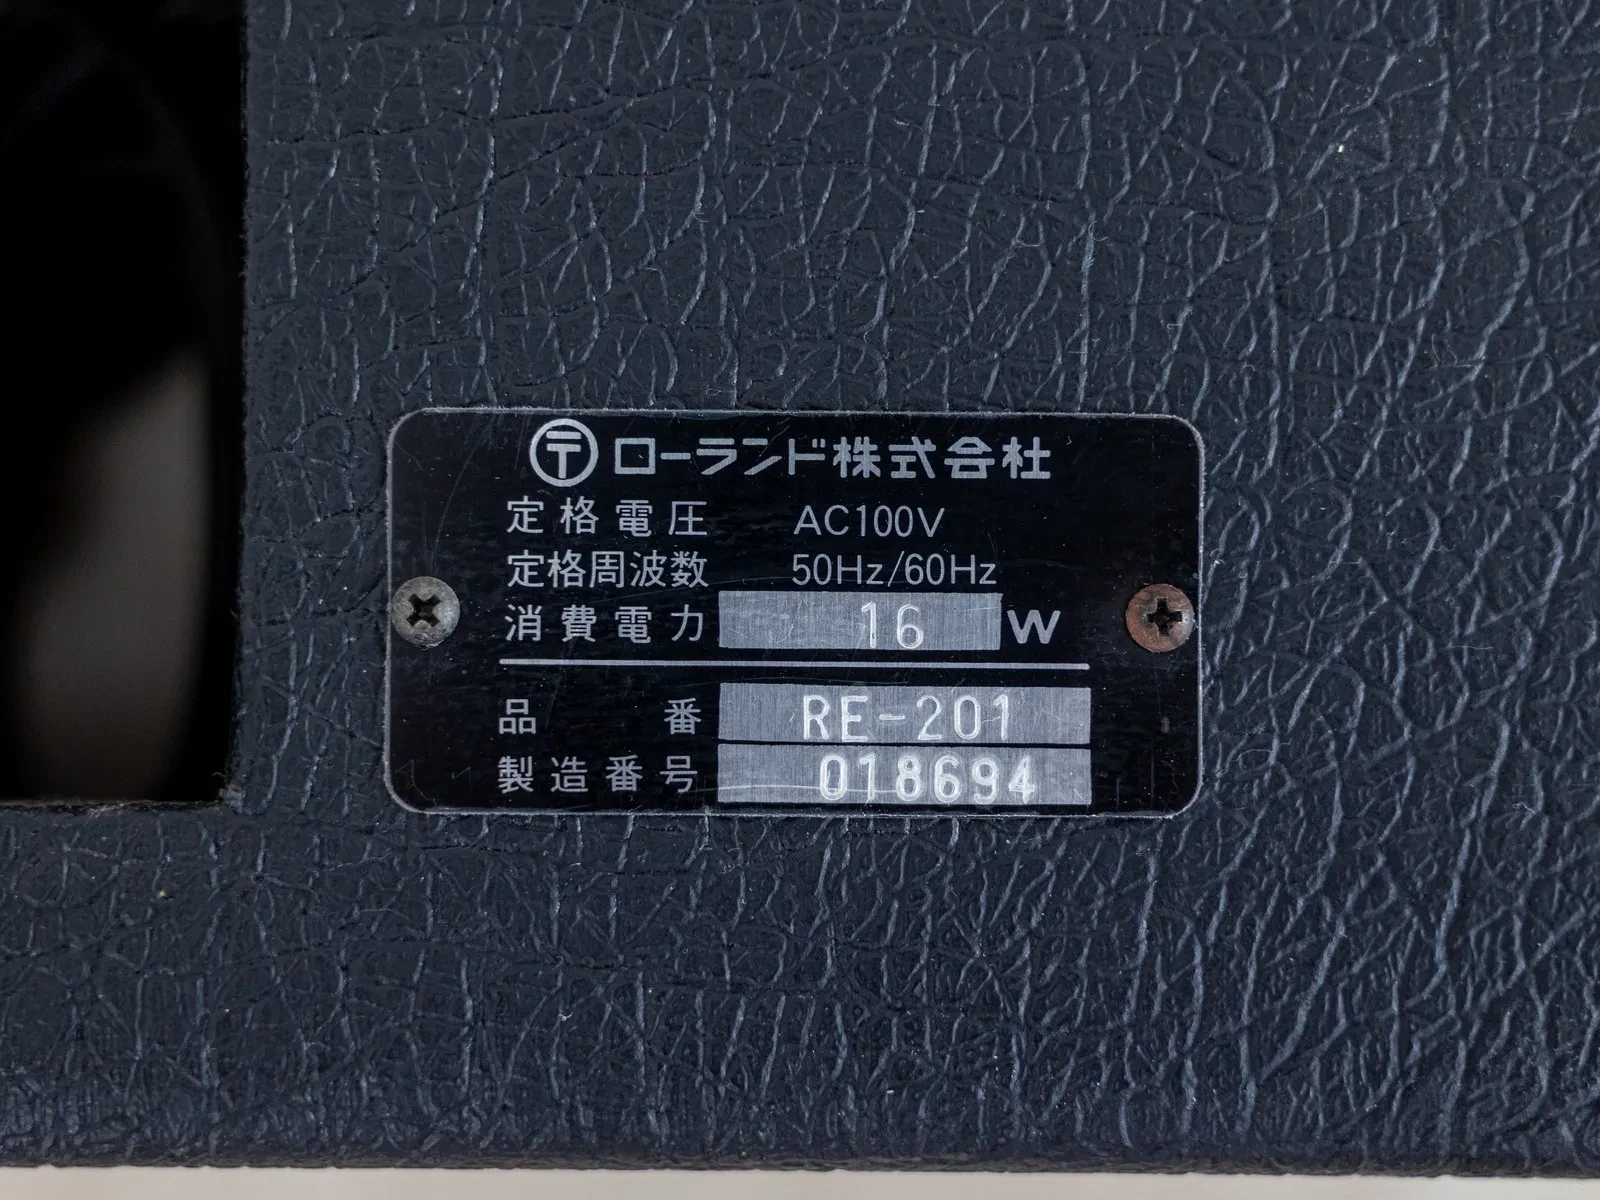 〒ローランド株式会社
定格電圧 AC100V
定格周波数 50Hz/60Hz
消費電力 16 W
品番 RE-201
製造番号 018694